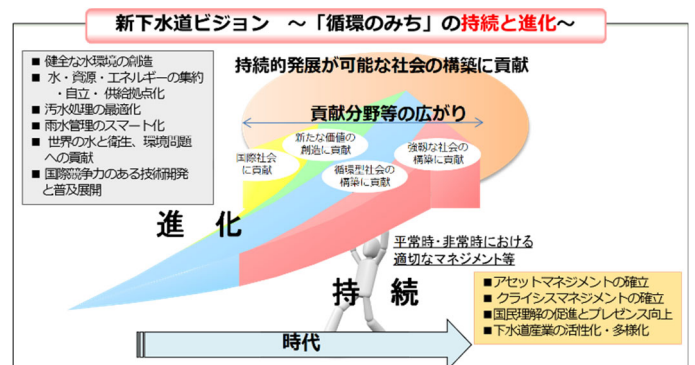 新下水道ビジョン ～「循環のみち」の持続と進化～
■ 健全な水環境の創造
■ 水・資源・エネルギーの集約
・自立・供給拠点化
■ 汚水処理の最適化
■ 雨水管理のスマート化
■ 世界の水と衛生、環境問題
への貢献
■ 国際競争力のある技術開発
と普及展開
持続的発展が可能な社会の構築に貢献
貢献分野等の広がり
国際社会
に貢献
新たな価値の
創造に貢献
循環型社会の
構築に貢献
強靱な社会の
構築に貢献
進 化
平常時・非常時における
適切なマネジメント等
持 続
■アセットマネジメントの確立
■クライシスマネジメントの確立
■国民理解の促進とプレゼンス向上
■下水道産業の活性化・多様化
時代